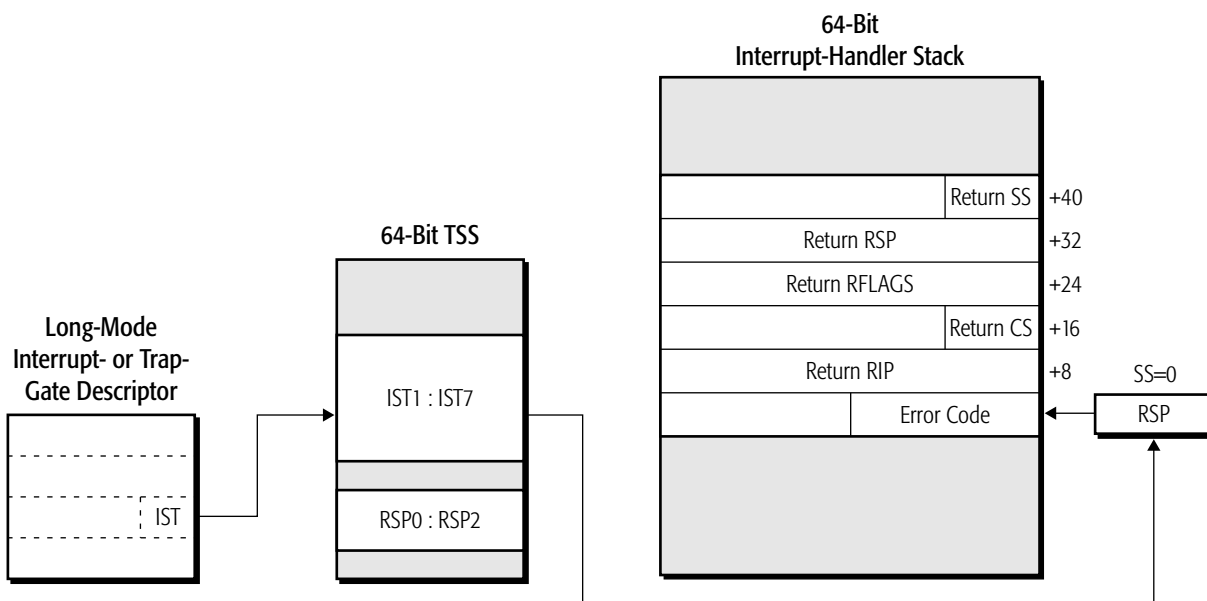 64-Bit
Interrupt-Handler Stack
Return SS +40
64-Bit TSS
Return RSP +32
Return RFLAGS +24
Long-Mode
Interrupt- or Trap-
Gate Descriptor
Return CS +16
IST1 : IST7
Return RIP +8
SS=0
Error Code
RSP
IST
RSP0 : RSP2